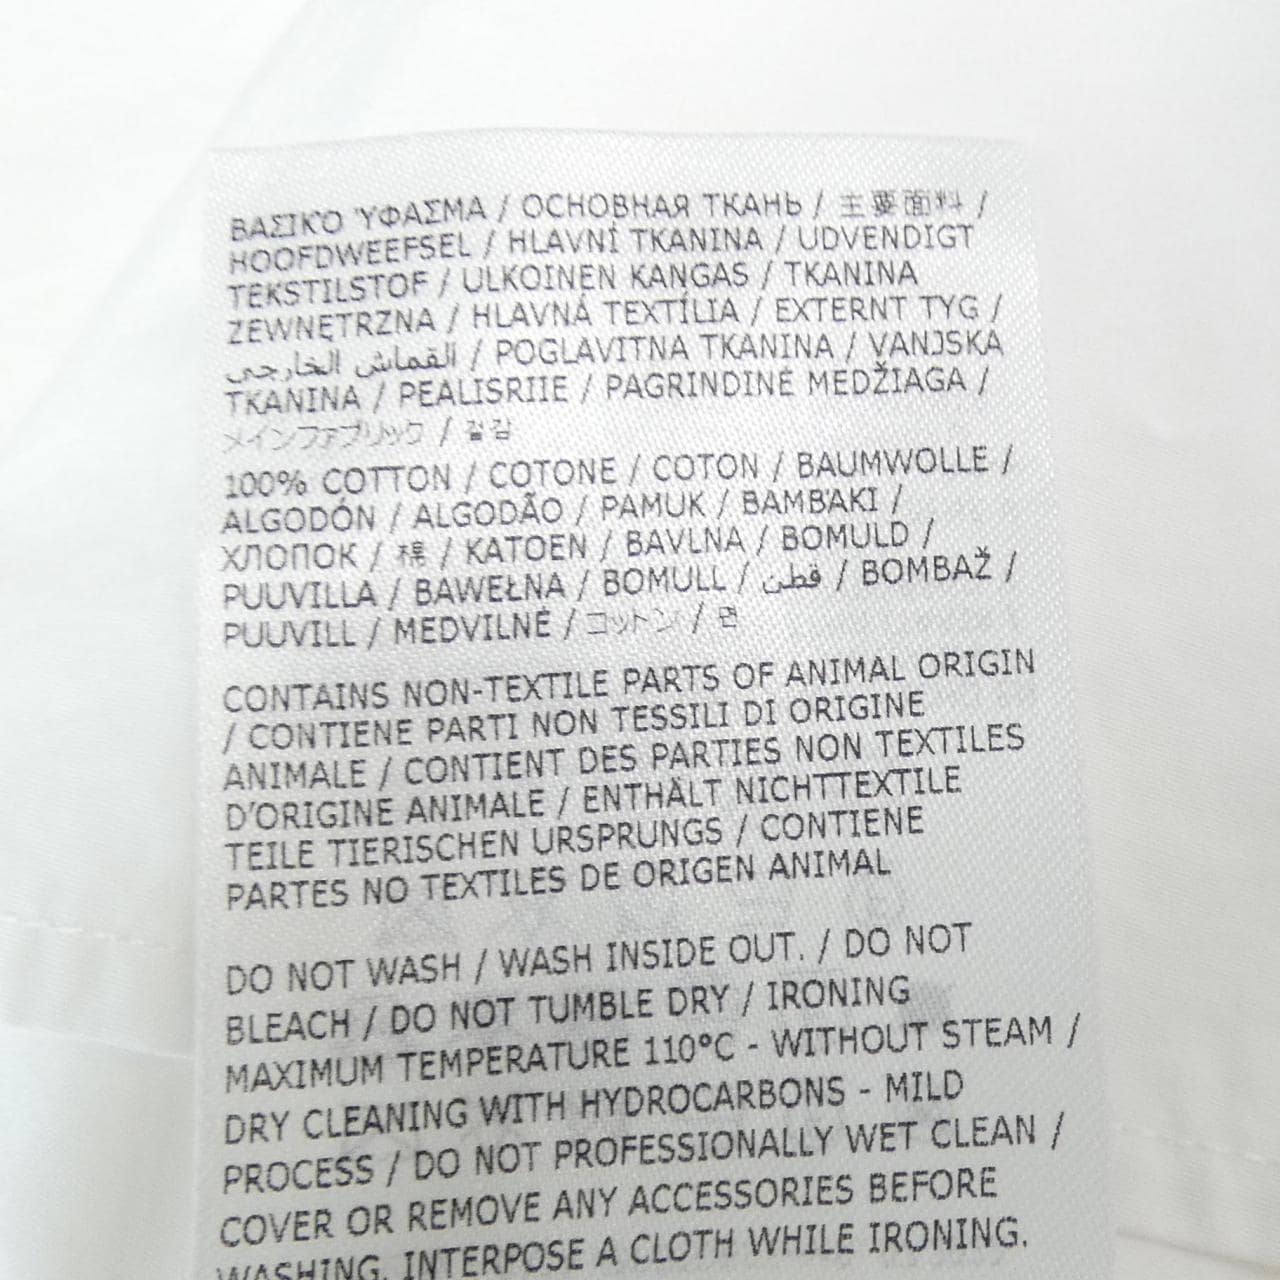 ΒΑΣΙΚΌ ΎΦΑΣΜΑ / ОСНОВНАЯ ТКАНЬ / 主要面料 /
HOOFDWEEFSEL / HLAVNÍ TKANINA / UDVENDIGT
TEKSTILSTOF / ULKOINEN KANGAS / TKANINA
ZEWNĘTRZNA / HLAVNÁ TEXTÍLIA / EXTERNT TYG /
القماش الخارجي / POGLAVITNA TKANINA / VANJSKA
TKANINA / PEALISRIIE / PAGRINDINĖ MEDŽIAGA /
メインファブリック / 겉감
100% COTTON / COTONE / COTON / BAUMWOLLE /
ALGODÓN / ALGODÃO / PAMUK / ΒΑΜΒΆΚΙ /
ХЛОПОК / 棉 / KATOEN / BAVLNA / BOMULD /
PUUVILLA / BAWEŁNA / BOMULL / قطن / BOMBAŽ /
PUUVILL / MEDVILNĖ / コットン / 면
CONTAINS NON-TEXTILE PARTS OF ANIMAL ORIGIN
/ CONTIENE PARTI NON TESSILI DI ORIGINE
ANIMALE / CONTIENT DES PARTIES NON TEXTILES
D'ORIGINE ANIMALE / ENTHÄLT NICHTTEXTILE
TEILE TIERISCHEN URSPRUNGS / CONTIENE
PARTES NO TEXTILES DE ORIGEN ANIMAL
DO NOT WASH / WASH INSIDE OUT. / DO NOT
BLEACH / DO NOT TUMBLE DRY / IRONING
MAXIMUM TEMPERATURE 110°C - WITHOUT STEAM /
DRY CLEANING WITH HYDROCARBONS - MILD
PROCESS / DO NOT PROFESSIONALLY WET CLEAN /
COVER OR REMOVE ANY ACCESSORIES BEFORE
WASHING. INTERPOSE A CLOTH WHILE IRONING.